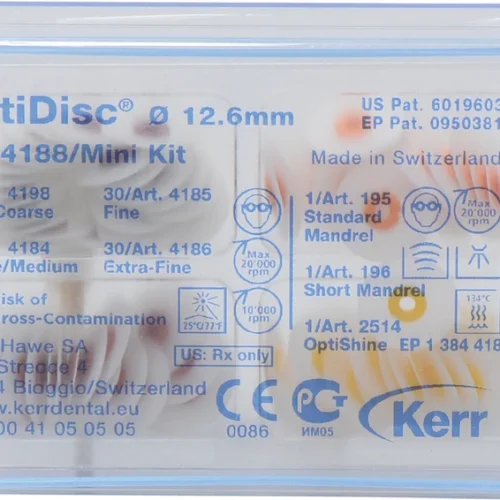 tiDisc® ø 12.6mm
4188/Mini Kit
US Pat. 6019603
EP Pat. 0950381
Made in Switzerland
4198 30/Art. 4185
Coarse Fine
4184 30/Art. 4186
/Medium Extra-Fine
1/Art. 195
Standard
Mandrel
1/Art. 196
Short Mandrel
1/Art. 2514
OptiShine EP 1 384 418
Max
20'000
rpm
Max
20'000
rpm
10'000
rpm
134°C
isk of
ross-Contamination
25°C/77°F
US: Rx only
Hawe SA
Strecce 4
4 Bioggio/Switzerland
ww.kerrdental.eu
00 41 05 05 05
CE
0086
PCT
ИМ05
Kerr